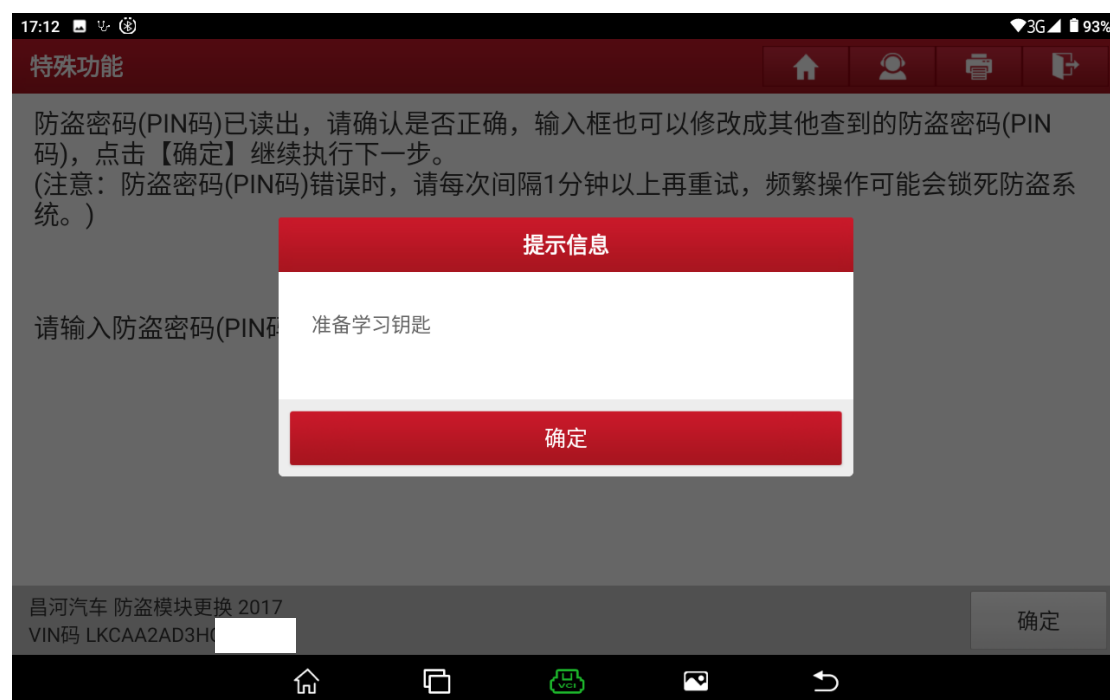 17:12
3G 93%
特殊功能
防盗密码(PIN码)已读出，请确认是否正确，输入框也可以修改成其他查到的防盗密码(PIN
码)，点击【确定】继续执行下一步。
(注意：防盗密码(PIN码)错误时，请每次间隔1分钟以上再重试，频繁操作可能会锁死防盗系
统。)
提示信息
请输入防盗密码(PIN码
准备学习钥匙
确定
昌河汽车 防盗模块更换 2017
VIN码 LKCAA2AD3H
确定
VCI